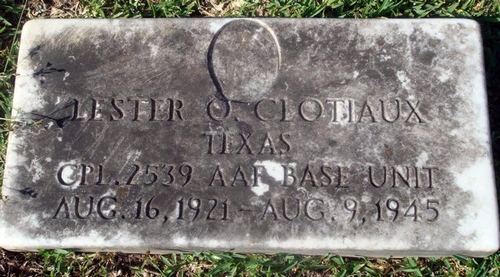 LESTER O. CLOTIAUX
TEXAS
CPL. 2539 AAF BASE UNIT
AUG. 16, 1921 - AUG. 9, 1945